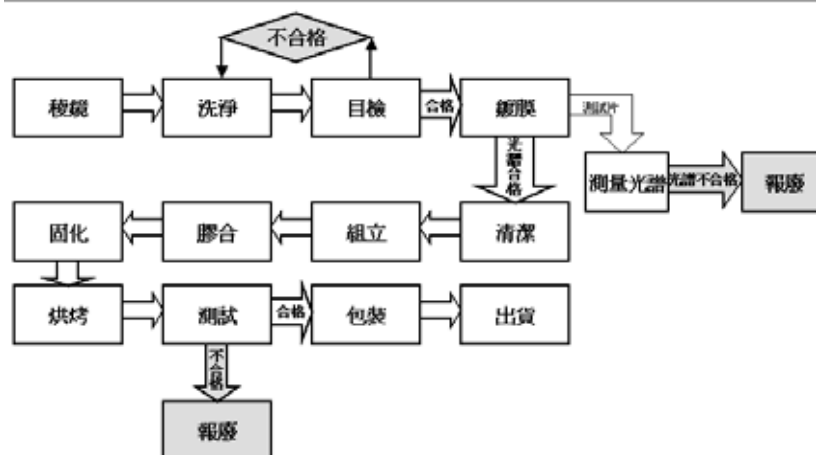 不合格
稜鏡
洗淨
目檢
合格
鍍膜
測試片
光譜合格
測量光譜
光譜不合格
報廢
固化
膠合
組立
清潔
烘烤
測試
合格
包裝
出貨
不合格
報廢